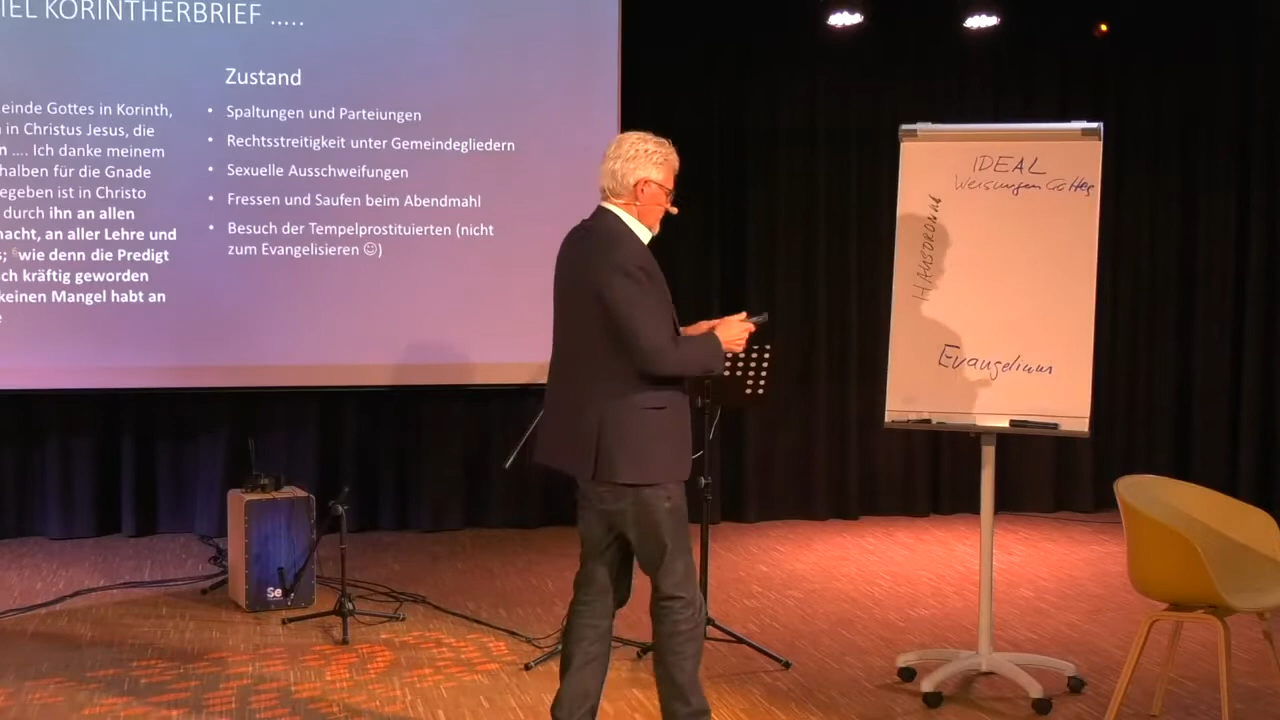 IEL KORINTHERBRIEF .....
einde Gottes in Korinth,
in Christus Jesus, die
n .... Ich danke meinem
halben für die Gnade
egeben ist in Christo
durch ihn an allen
nacht, an aller Lehre und
s; ⁶wie denn die Predigt
ch kräftig geworden
keinen Mangel habt an
e
Zustand
• Spaltungen und Parteiungen
• Rechtsstreitigkeit unter Gemeindegliedern
• Sexuelle Ausschweifungen
• Fressen und Saufen beim Abendmahl
• Besuch der Tempelprostituierten (nicht
zum Evangelisieren ☺)
IDEAL
Weisungen Gottes
Evangelium
Se